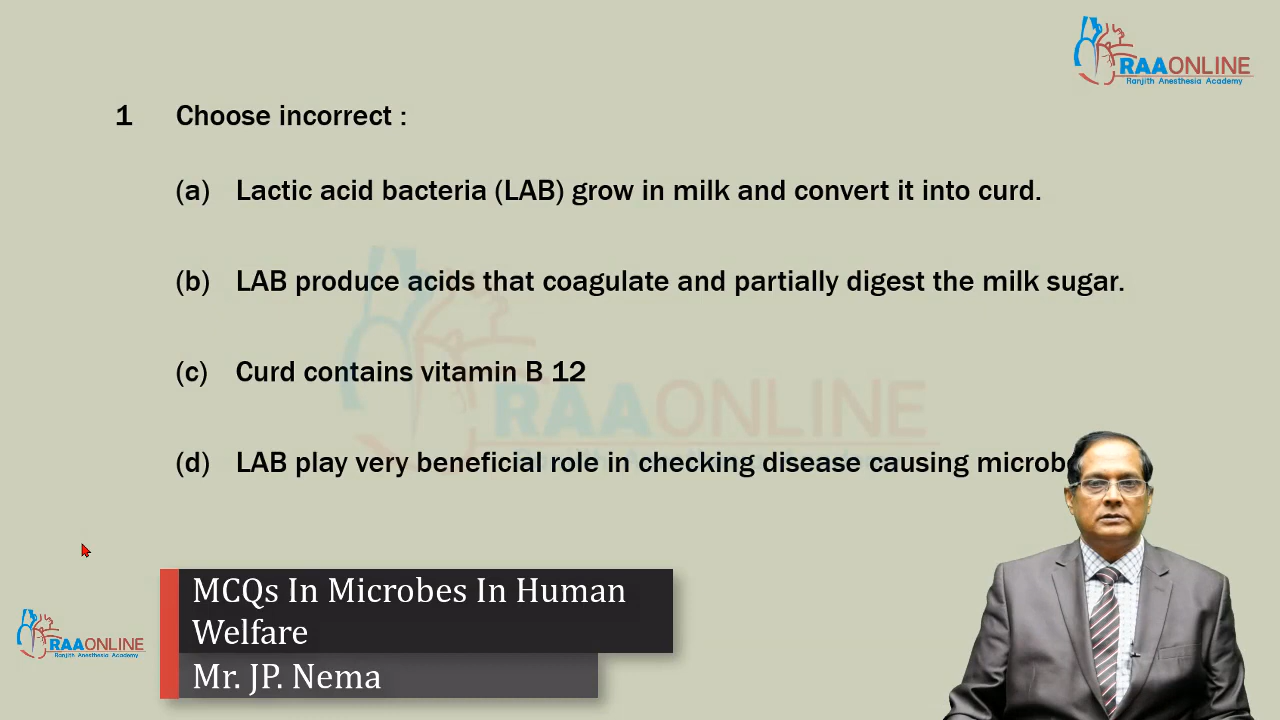 RAAONLINE
Ranjith Anesthesia Academy
1 Choose incorrect :
(a) Lactic acid bacteria (LAB) grow in milk and convert it into curd.
(b) LAB produce acids that coagulate and partially digest the milk sugar.
(c) Curd contains vitamin B 12
RAAONLINE
(d) LAB play very beneficial role in checking disease causing microb
MCQs In Microbes In Human
Welfare
Mr. JP. Nema
RAAONLINE
Ranjith Anesthesia Academy